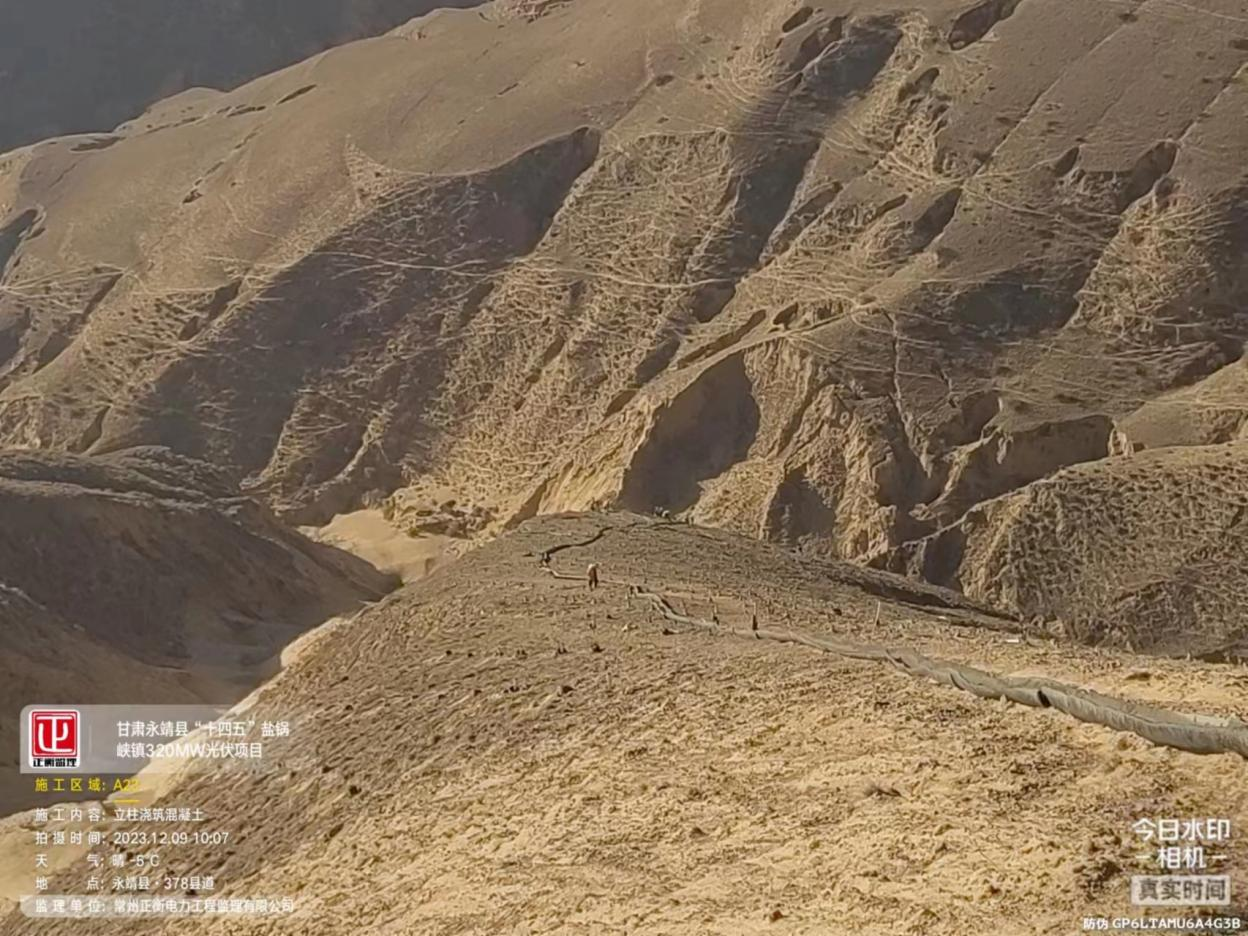 正衡监理
甘肃永靖县“十四五”盐锅
峡镇320MW光伏项目
施工区域：A22
施工内容：立柱浇筑混凝土
拍摄时间：2023.12.09 10:07
天气：晴 -5℃
地点：永靖县·378县道
监理单位：常州正衡电力工程监理有限公司
今日水印
相机
真实时间
防伪 GP6LTAMU6A4G3B